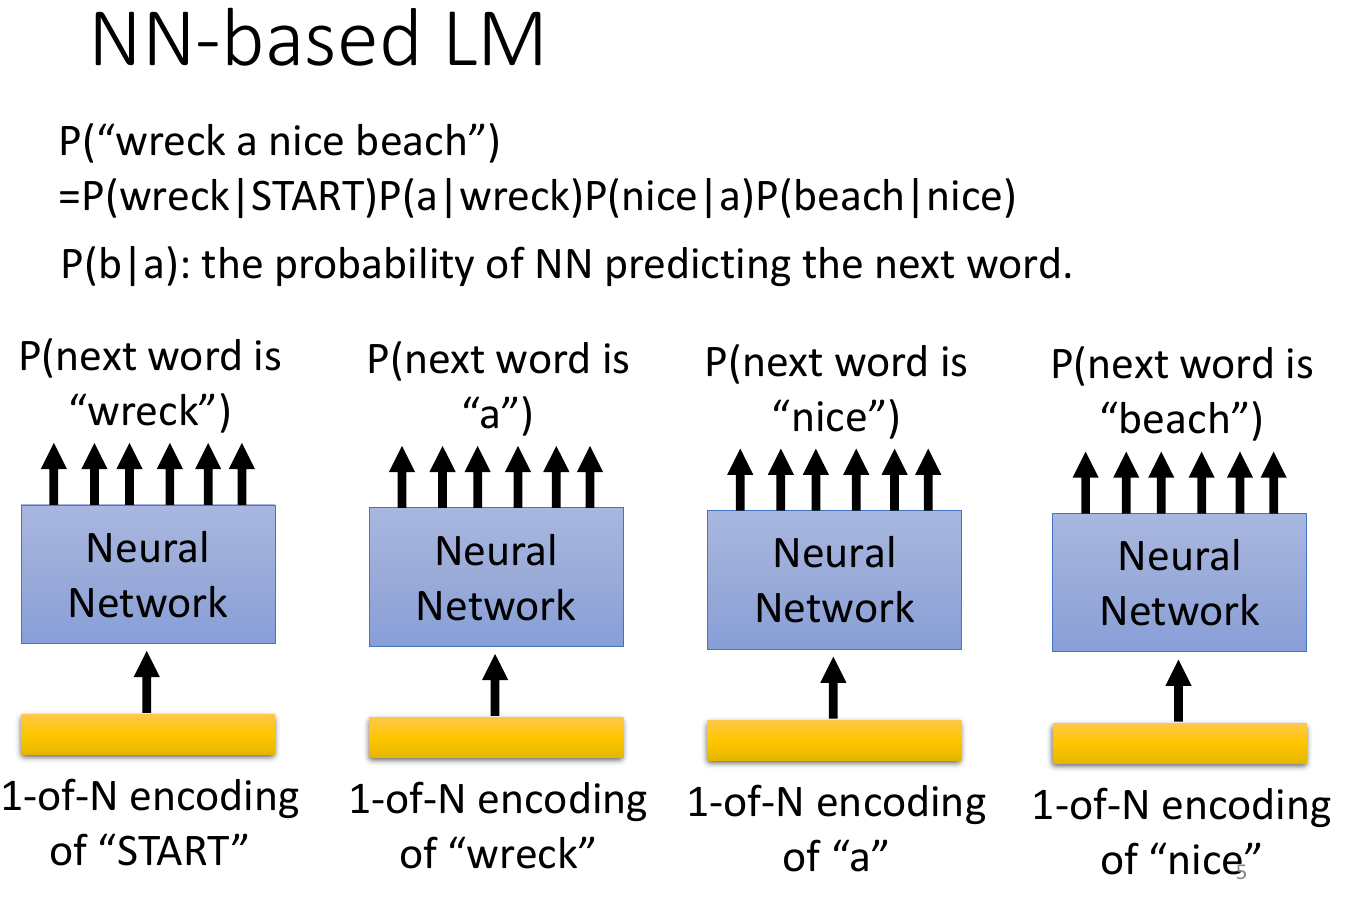 NN-based LM
P(“wreck a nice beach”)
=P(wreck|START)P(a|wreck)P(nice|a)P(beach|nice)
P(b|a): the probability of NN predicting the next word.
P(next word is
“wreck”)
P(next word is
“a”)
P(next word is
“nice”)
P(next word is
“beach”)
Neural
Network
Neural
Network
Neural
Network
Neural
Network
1-of-N encoding
of “START”
1-of-N encoding
of “wreck”
1-of-N encoding
of “a”
1-of-N encoding
of “nice”
5